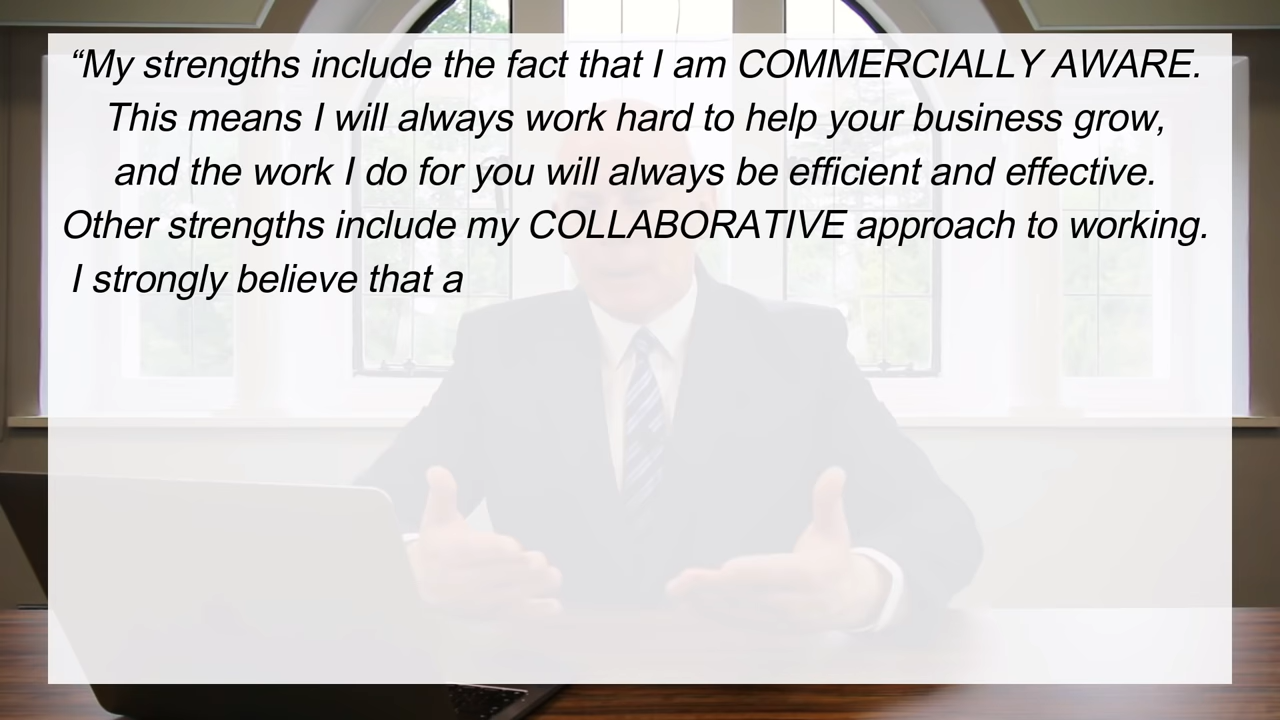 “My strengths include the fact that I am COMMERCIALLY AWARE.
This means I will always work hard to help your business grow,
and the work I do for you will always be efficient and effective.
Other strengths include my COLLABORATIVE approach to working.
I strongly believe that a